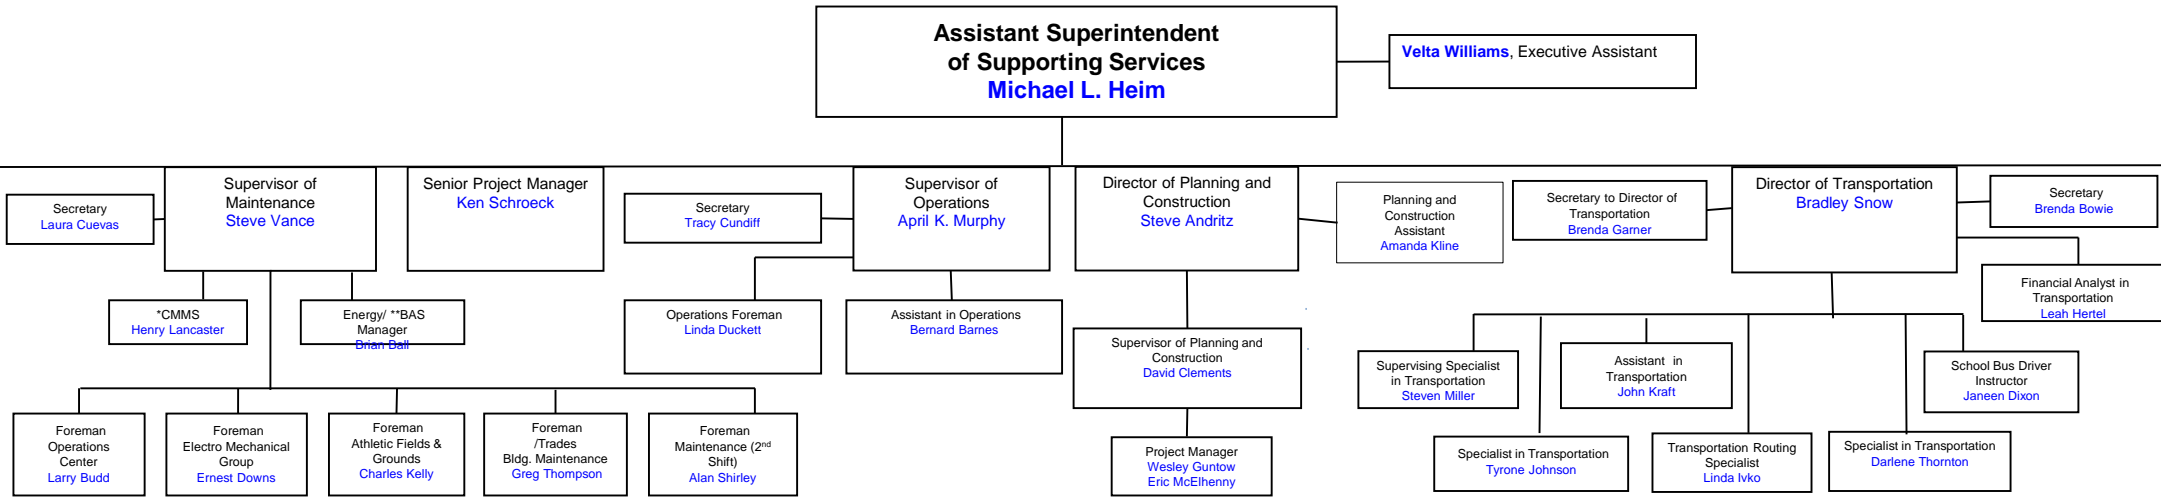 Assistant Superintendent
of Supporting Services
Michael L. Heim
Velta Williams, Executive Assistant
Secretary
Laura Cuevas
Supervisor of
Maintenance
Steve Vance
Senior Project Manager
Ken Schroeck
Secretary
Tracy Cundiff
Supervisor of
Operations
April K. Murphy
Director of Planning and
Construction
Steve Andritz
Planning and
Construction
Assistant
Amanda Kline
Secretary to Director of
Transportation
Brenda Garner
Director of Transportation
Bradley Snow
Secretary
Brenda Bowie
Financial Analyst in
Transportation
Leah Hertel
*CMMS
Henry Lancaster
Energy/ **BAS
Manager
Brian Ball
Operations Foreman
Linda Duckett
Assistant in Operations
Bernard Barnes
Supervisor of Planning and
Construction
David Clements
Supervising Specialist
in Transportation
Steven Miller
Assistant in
Transportation
John Kraft
School Bus Driver
Instructor
Janeen Dixon
Foreman
Operations
Center
Larry Budd
Foreman
Electro Mechanical
Group
Ernest Downs
Foreman
Athletic Fields &
Grounds
Charles Kelly
Foreman
/Trades
Bldg. Maintenance
Greg Thompson
Foreman
Maintenance (2nd
Shift)
Alan Shirley
Project Manager
Wesley Guntow
Eric McElhenny
Specialist in Transportation
Tyrone Johnson
Transportation Routing
Specialist
Linda Ivko
Specialist in Transportation
Darlene Thornton